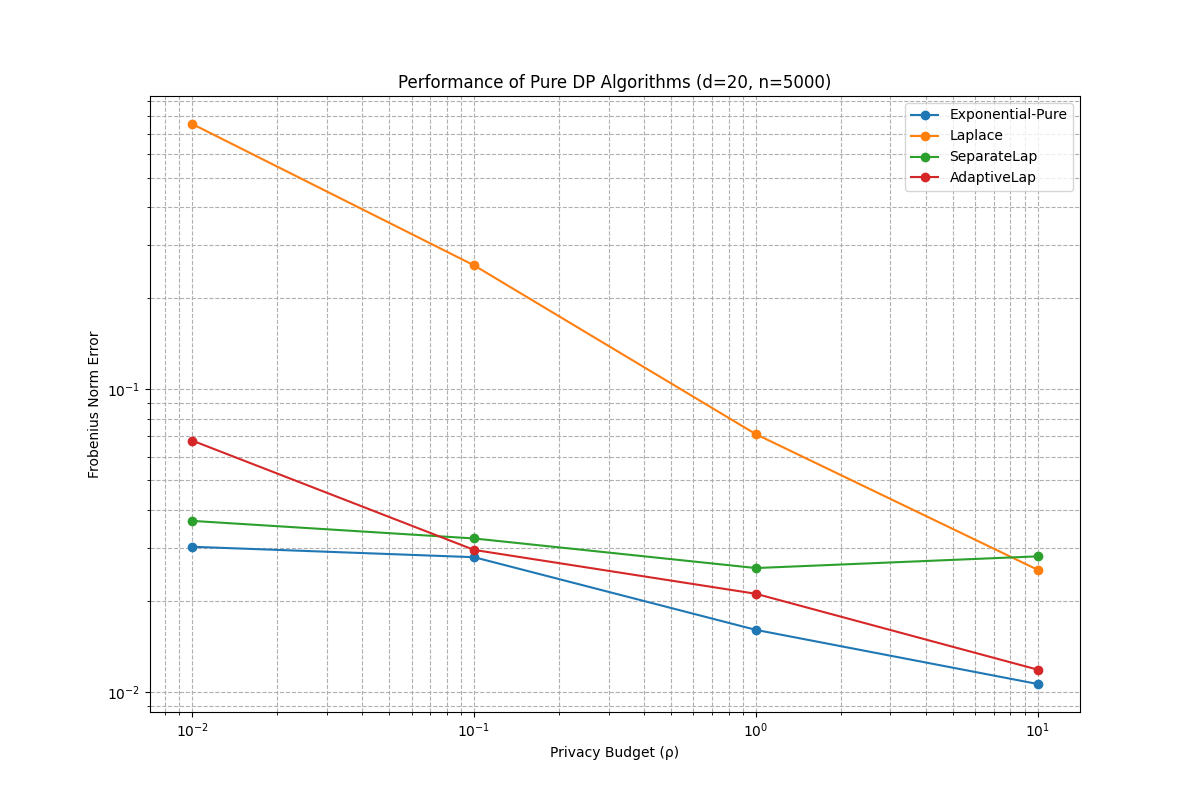 Performance of Pure DP Algorithms (d=20, n=5000)
Exponential-Pure
Laplace
SeparateLap
AdaptiveLap
Frobenius Norm Error
10⁻¹
10⁻²
10⁻² 10⁻¹ 10⁰ 10¹
Privacy Budget (ρ)